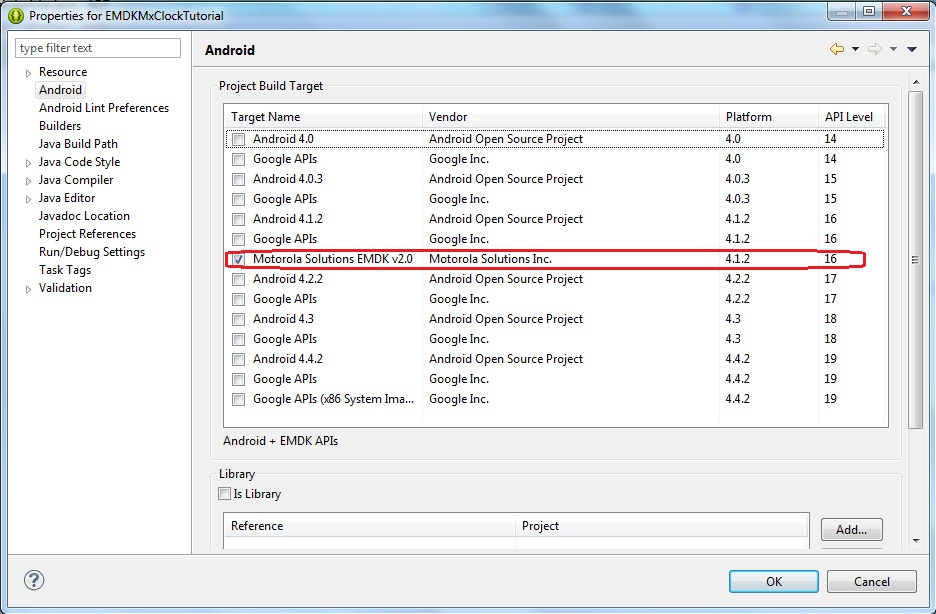 Properties for EMDKMxClockTutorial
type filter text
Resource
Android
Android Lint Preferences
Builders
Java Build Path
Java Code Style
Java Compiler
Java Editor
Javadoc Location
Project References
Run/Debug Settings
Task Tags
Validation
Android
Project Build Target
Target Name Vendor Platform API Level
Android 4.0 Android Open Source Project 4.0 14
Google APIs Google Inc. 4.0 14
Android 4.0.3 Android Open Source Project 4.0.3 15
Google APIs Google Inc. 4.0.3 15
Android 4.1.2 Android Open Source Project 4.1.2 16
Google APIs Google Inc. 4.1.2 16
Motorola Solutions EMDK v2.0 Motorola Solutions Inc. 4.1.2 16
Android 4.2.2 Android Open Source Project 4.2.2 17
Google APIs Google Inc. 4.2.2 17
Android 4.3 Android Open Source Project 4.3 18
Google APIs Google Inc. 4.3 18
Android 4.4.2 Android Open Source Project 4.4.2 19
Google APIs Google Inc. 4.4.2 19
Google APIs (x86 System Ima... Google Inc. 4.4.2 19
Android + EMDK APIs
Library
Is Library
Reference Project
Add...
?
OK Cancel